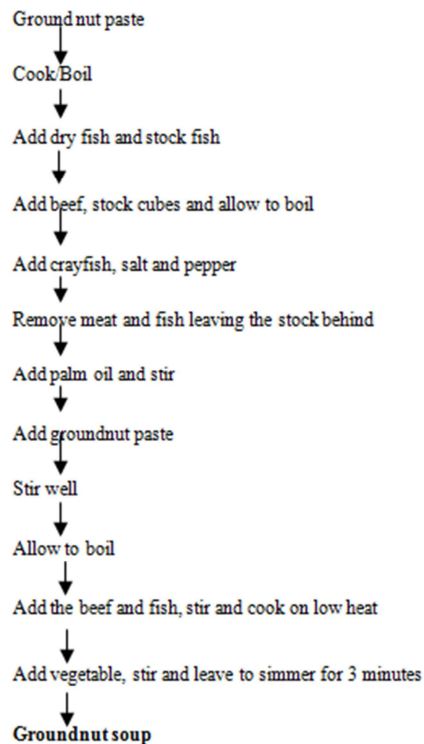 Ground nut paste
Cook/Boil
Add dry fish and stock fish
Add beef, stock cubes and allow to boil
Add crayfish, salt and pepper
Remove meat and fish leaving the stock behind
Add palm oil and stir
Add groundnut paste
Stir well
Allow to boil
Add the beef and fish, stir and cook on low heat
Add vegetable, stir and leave to simmer for 3 minutes
Groundnut soup